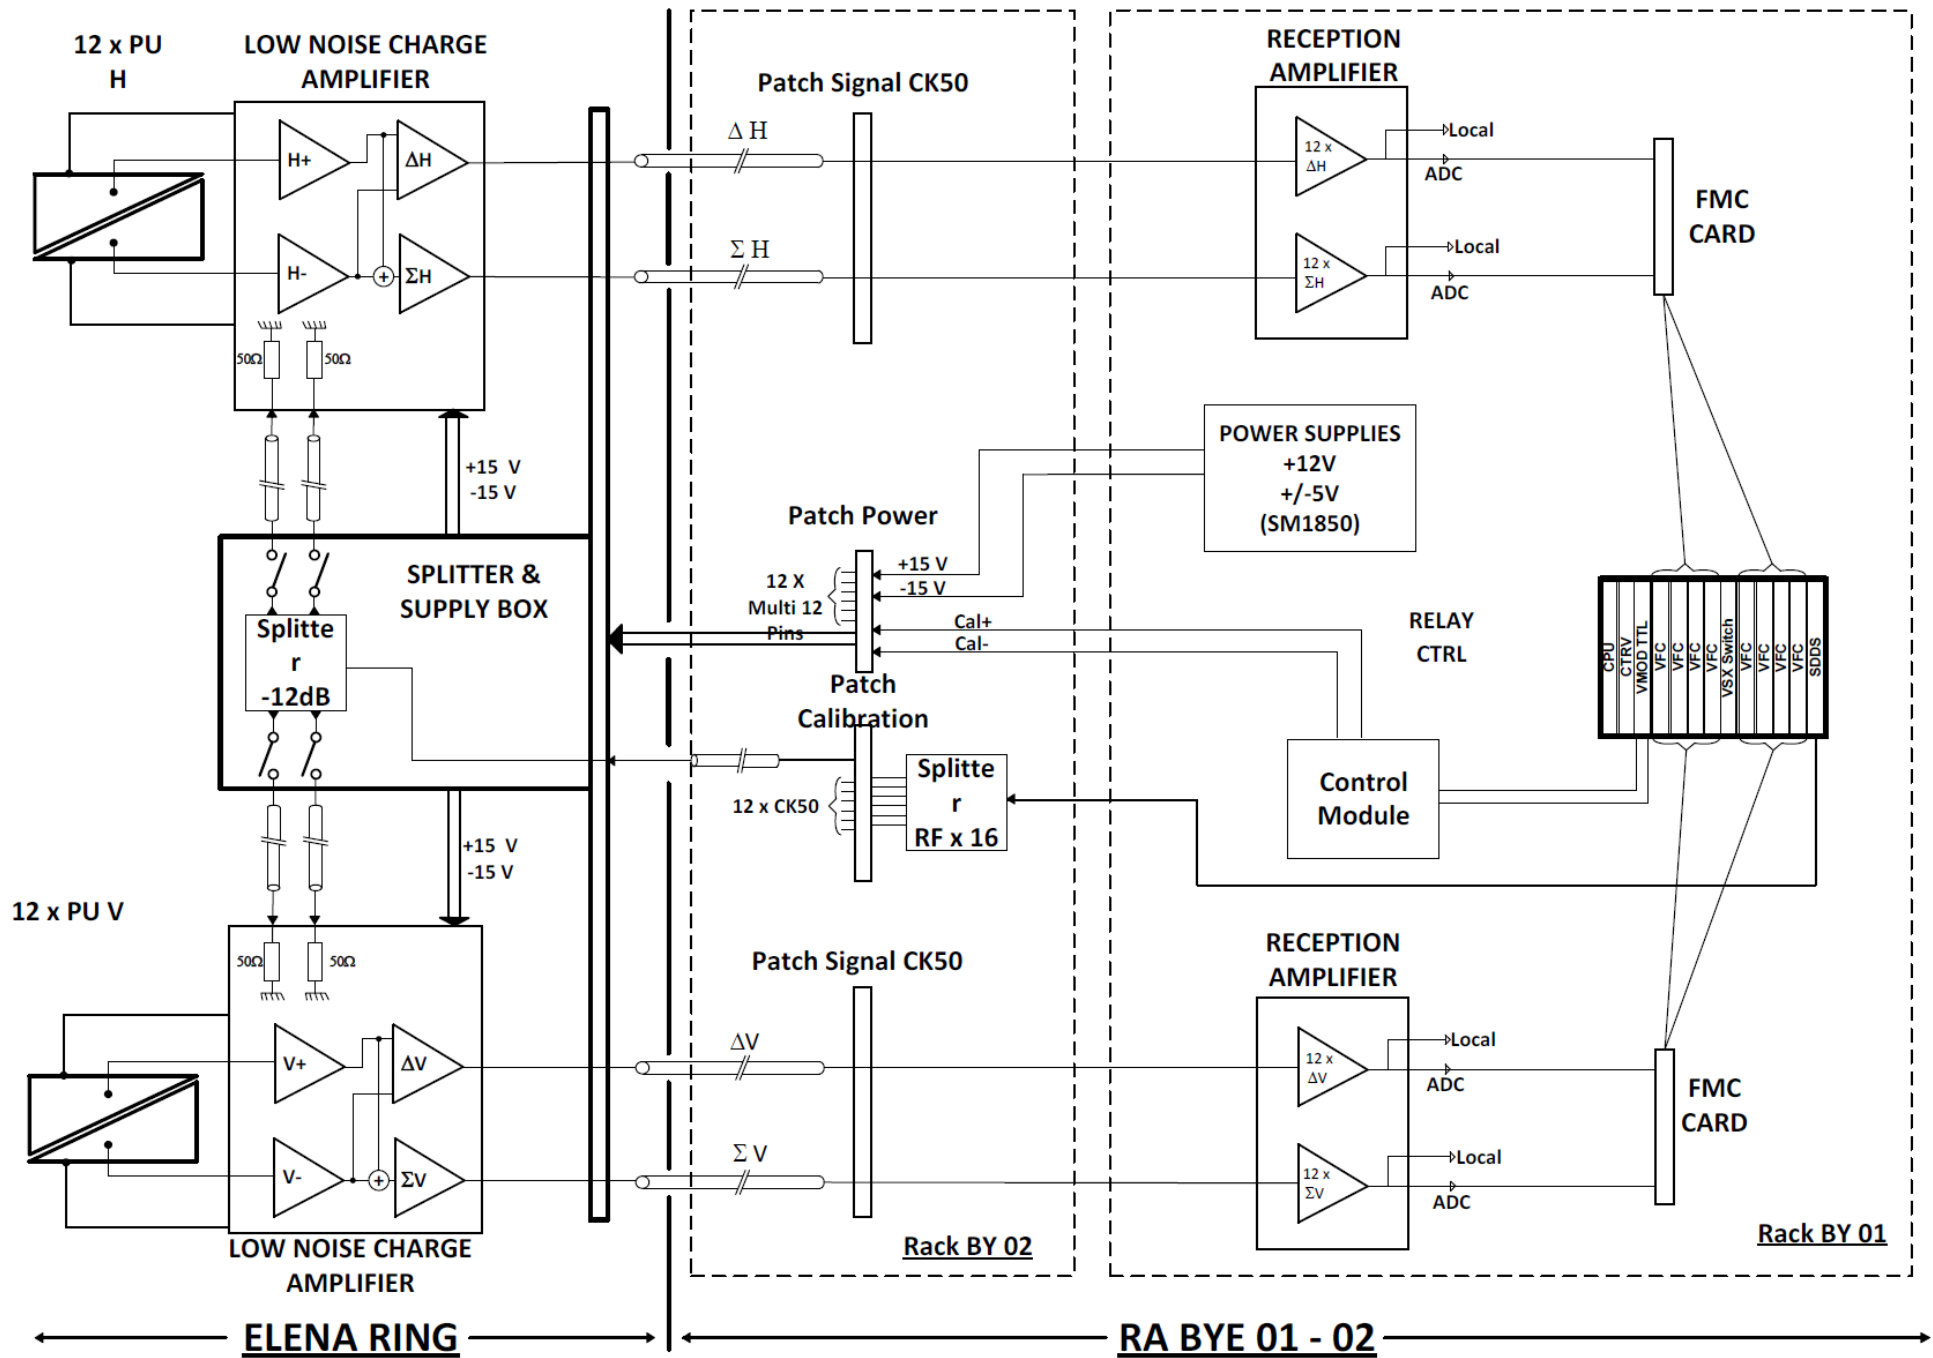 12 x PU
H
LOW NOISE CHARGE
AMPLIFIER
H+
ΔH
H-
+
ΣH
50Ω
50Ω
+15 V
-15 V
SPLITTER &
SUPPLY BOX
Splitte
r
-12dB
+15 V
-15 V
12 x PU V
50Ω
50Ω
V+
ΔV
V-
+
ΣV
LOW NOISE CHARGE
AMPLIFIER
ELENA RING
Patch Signal CK50
Δ H
Σ H
Patch Power
12 X
Multi 12
Pins
+15 V
-15 V
Cal+
Cal-
Patch
Calibration
12 x CK50
Splitte
r
RF x 16
Patch Signal CK50
ΔV
Σ V
Rack BY 02
RECEPTION
AMPLIFIER
12 x
ΔH
Local
ADC
12 x
ΣH
Local
ADC
FMC
CARD
POWER SUPPLIES
+12V
+/-5V
(SM1850)
RELAY
CTRL
CPU
CTRV
VMOD TTL
VFC
VFC
VFC
VFC
VSX Switch
VFC
VFC
VFC
VFC
SDDS
Control
Module
RECEPTION
AMPLIFIER
12 x
ΔV
Local
ADC
12 x
ΣV
Local
ADC
FMC
CARD
Rack BY 01
RA BYE 01 - 02